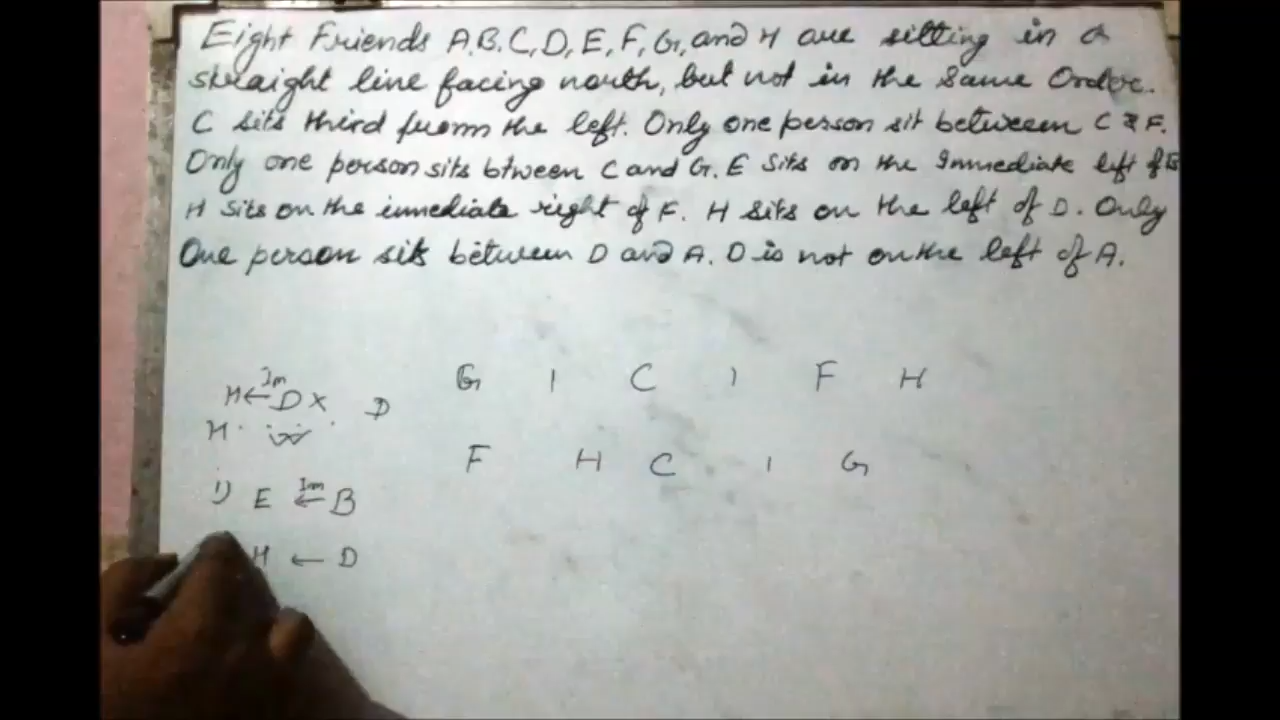 Eight Friends A,B,C,D,E,F,G, and H are sitting in a
straight line facing north, but not in the Same Order.
C sits third from the left. Only one person sit between C & F.
Only one person sits btween C and G. E Sits on the Immediate left of B
H Sits on the immediate right of F. H sits on the left of D. Only
One person sits between D and A. D is not on the left of A.
G 1 C 1 F H
H ←Im D X D
H
F H C 1 G
1) E ←Im B
H ← D